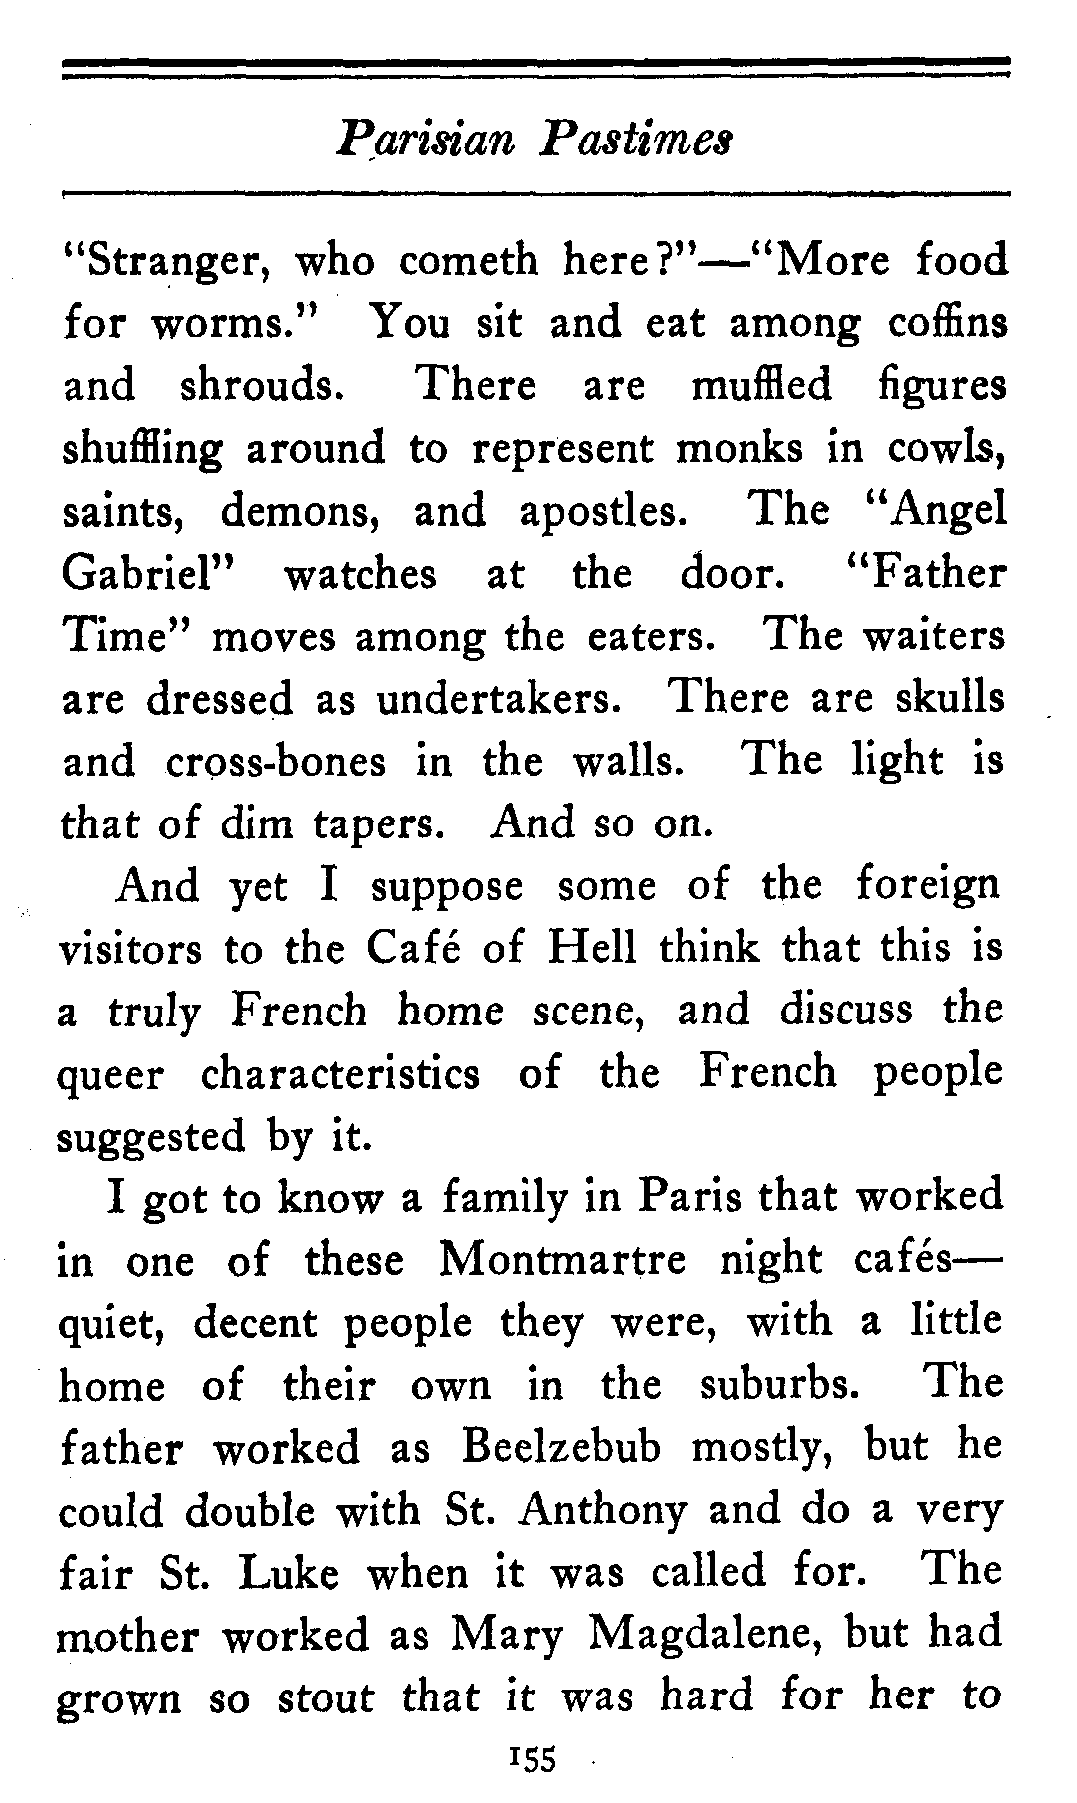 Parisian Pastimes
“Stranger, who cometh here?”—“More food
for worms.” You sit and eat among coffins
and shrouds. There are muffled figures
shuffling around to represent monks in cowls,
saints, demons, and apostles. The “Angel
Gabriel” watches at the door. “Father
Time” moves among the eaters. The waiters
are dressed as undertakers. There are skulls
and cross-bones in the walls. The light is
that of dim tapers. And so on.
And yet I suppose some of the foreign
visitors to the Café of Hell think that this is
a truly French home scene, and discuss the
queer characteristics of the French people
suggested by it.
I got to know a family in Paris that worked
in one of these Montmartre night cafés—
quiet, decent people they were, with a little
home of their own in the suburbs. The
father worked as Beelzebub mostly, but he
could double with St. Anthony and do a very
fair St. Luke when it was called for. The
mother worked as Mary Magdalene, but had
grown so stout that it was hard for her to
155